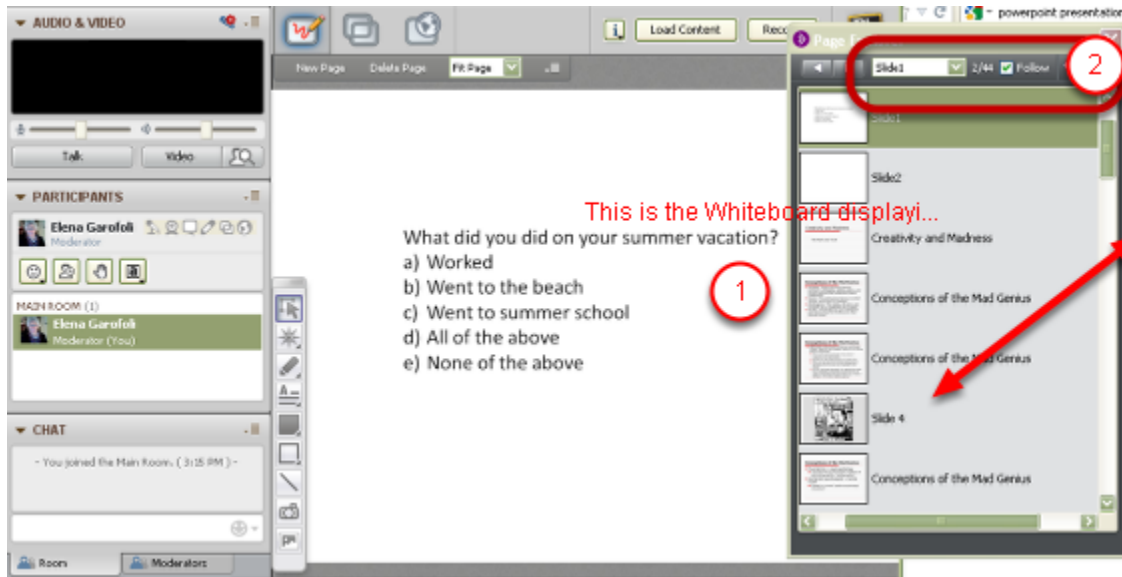 AUDIO & VIDEO
Talk
Video
PARTICIPANTS
Elena Garofoli
Moderator
MAIN ROOM (1)
Elena Garofoli
Moderator (You)
CHAT
- You joined the Main Room. ( 3:15 PM ) -
Room
Moderators
Load Content
New Page
Delete Page
Fit Page
This is the Whiteboard displayi...
What did you did on your summer vacation?
a) Worked
b) Went to the beach
c) Went to summer school
d) All of the above
e) None of the above
1
powerpoint presentation
Slide1
2/44
Follow
2
Slide1
Slide2
Creativity and Madness
Conceptions of the Mad Genius
Conceptions of the Mad Genius
Slide 4
Conceptions of the Mad Genius